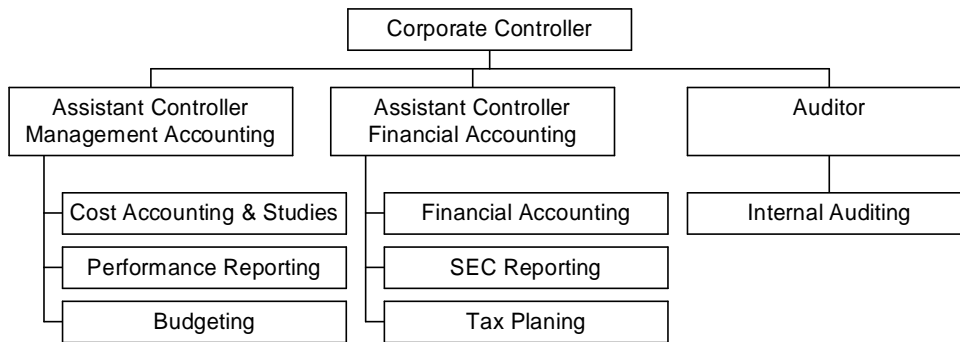 Corporate Controller
Assistant Controller
Management Accounting
Assistant Controller
Financial Accounting
Auditor
Cost Accounting & Studies
Financial Accounting
Internal Auditing
Performance Reporting
SEC Reporting
Budgeting
Tax Planing